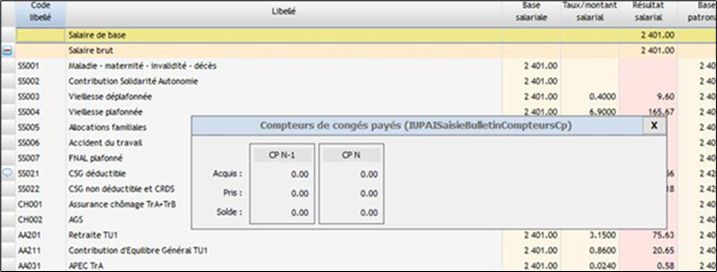 Code libellé Libellé Base salariale Taux/montant salarial Résultat salarial Base
Salaire de base 2 401.00
Salaire brut 2 401.00
SS001 Maladie - maternité - invalidité - décès 2 401.00
SS002 Contribution Solidarité Autonomie 2 401.00
SS003 Vieillesse déplafonnée 2 401.00 0.4000 9.60
SS004 Vieillesse plafonnée 2 401.00 6.9000 165.67
SS005 Allocations familiales
SS006 Accident du travail
SS007 FNAL plafonné
SS021 CSG déductible
SS022 CSG non déductible et CRDS
CH001 Assurance chômage TrA+TrB
CH002 AGS
AA201 Retraite TU1 2 401.00 3.1500 75.63
AA211 Contribution d'Equilibre Général TU1 2 401.00 0.8600 20.65
AA031 APEC TrA 2 401.00 0.0240 0.58
Compteurs de congés payés (IUPAISaisieBulletinCompteursCp) X
CP N-1 CP N
Acquis : 0.00 0.00
Pris : 0.00 0.00
Solde : 0.00 0.00